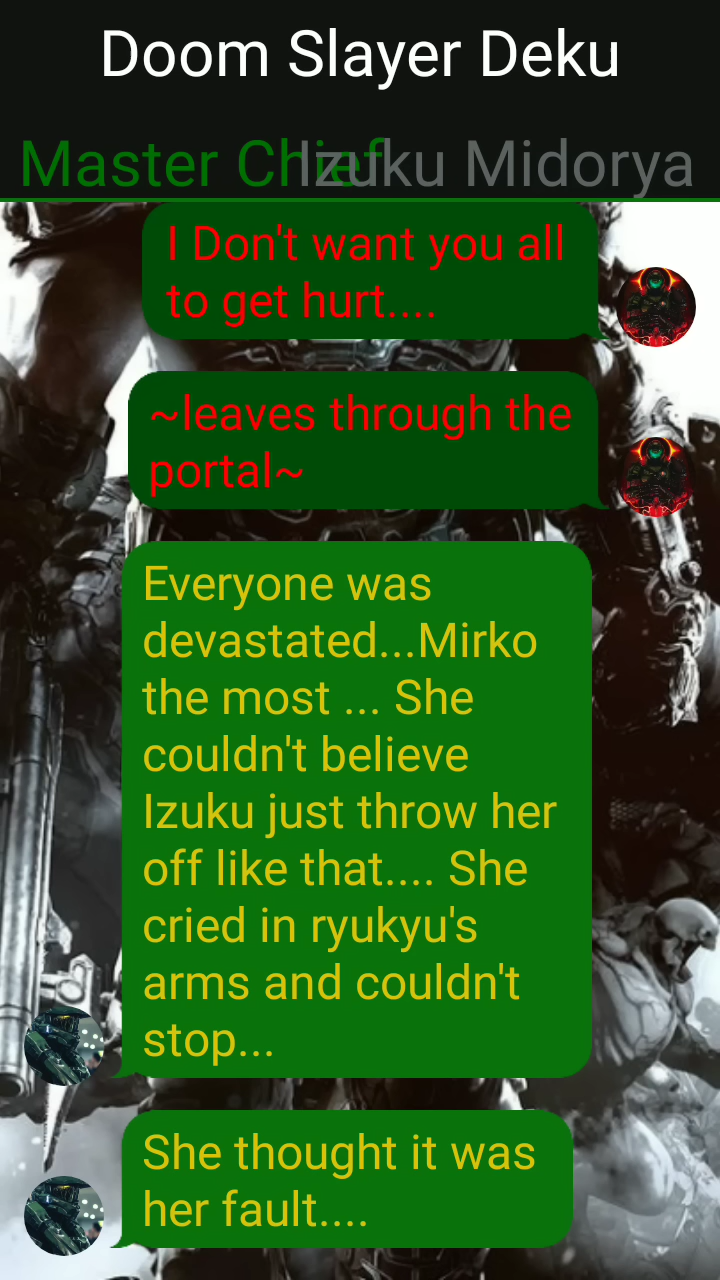 Doom Slayer Deku
Master Chief Izuku Midorya
I Don't want you all
to get hurt....
~leaves through the
portal~
Everyone was
devastated...Mirko
the most ... She
couldn't believe
Izuku just throw her
off like that.... She
cried in ryukyu's
arms and couldn't
stop...
She thought it was
her fault....